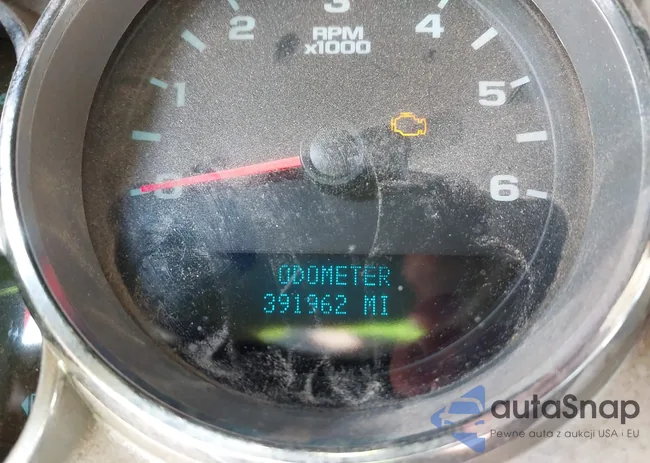 3
2 4
RPM
x1000
1 5
0 6
ODOMETER
391962 MI
autaSnap
Pewne auta z aukcji USA i EU